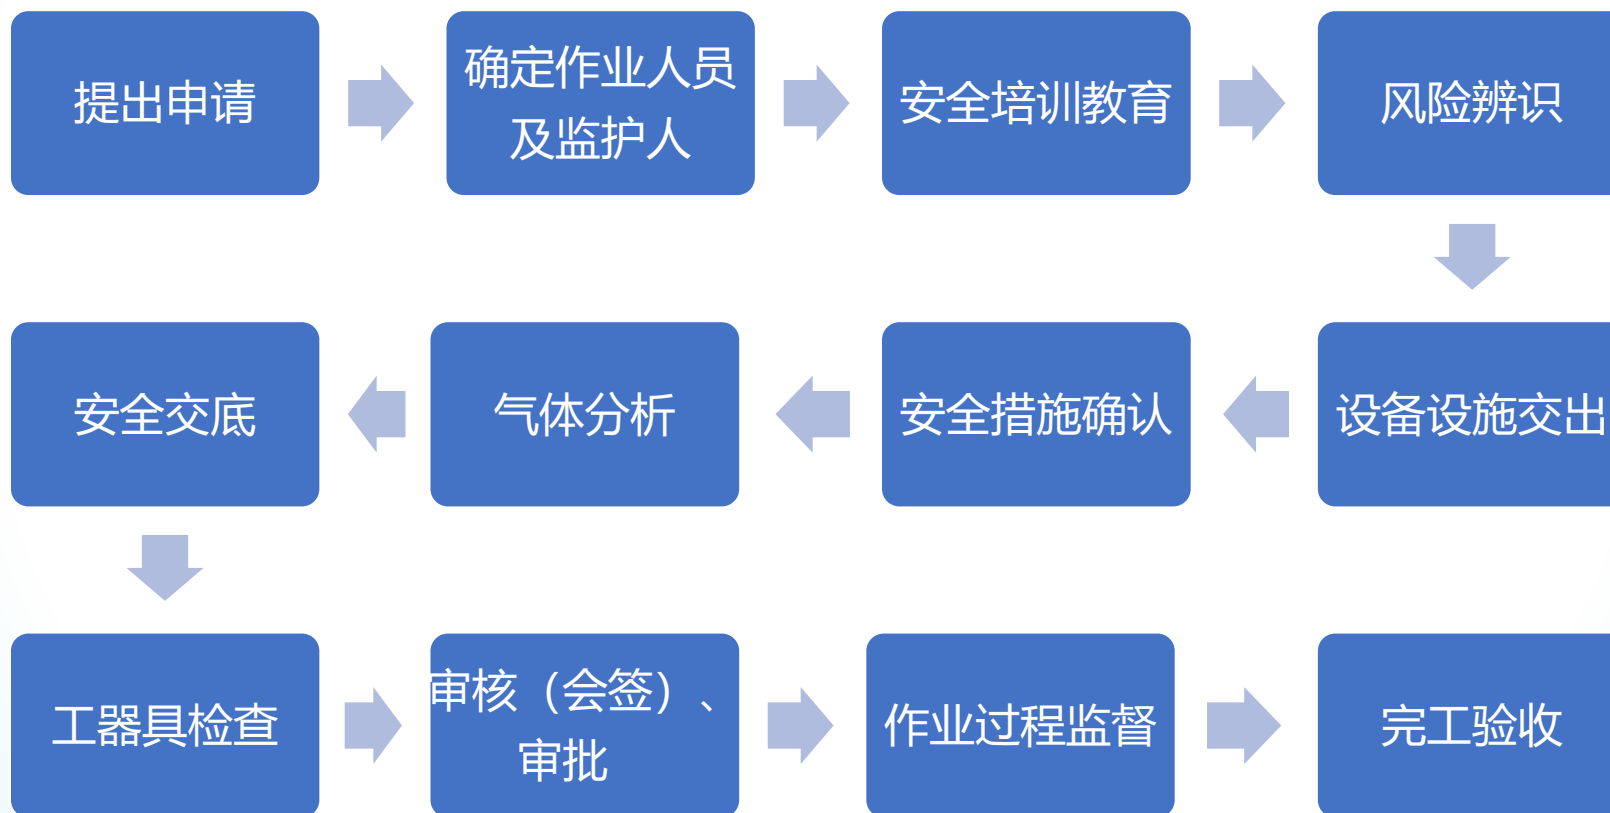 提出申请
确定作业人员
及监护人
安全培训教育
风险辨识
设备设施交出
安全措施确认
气体分析
安全交底
工器具检查
审核（会签）、
审批
作业过程监督
完工验收